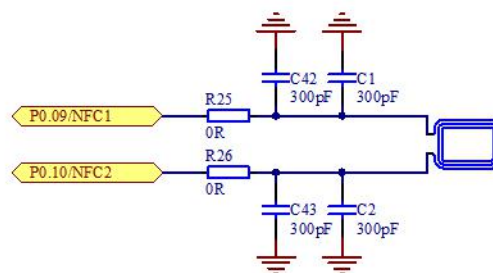 C42
300pF
C1
300pF
R25
P0.09/NFC1
0R
R26
P0.10/NFC2
0R
C43
300pF
C2
300pF